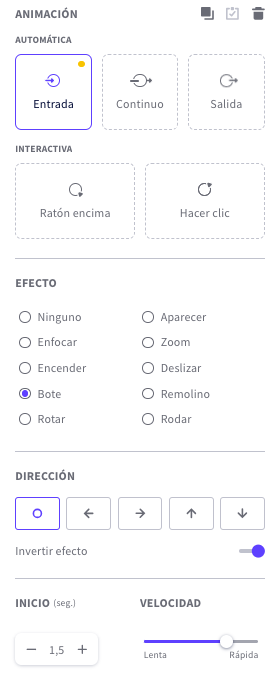 ANIMACIÓN
AUTOMÁTICA
Entrada Continuo Salida
INTERACTIVA
Ratón encima Hacer clic
EFECTO
Ninguno Aparecer
Enfocar Zoom
Encender Deslizar
Bote Remolino
Rotar Rodar
DIRECCIÓN
Invertir efecto
INICIO (seg.) VELOCIDAD
1,5
Lenta Rápida